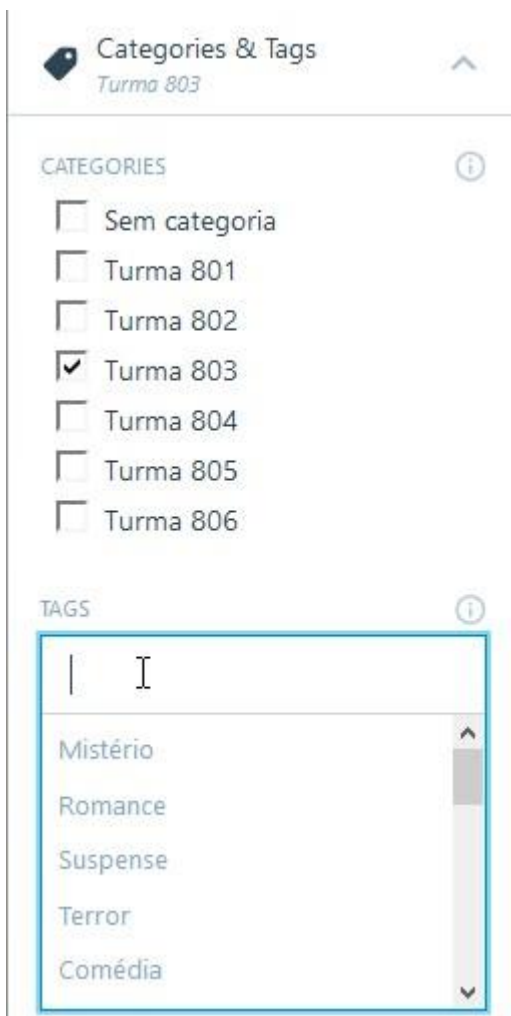 Categories & Tags
Turma 803
CATEGORIES
Sem categoria
Turma 801
Turma 802
Turma 803
Turma 804
Turma 805
Turma 806
TAGS
Mistério
Romance
Suspense
Terror
Comédia